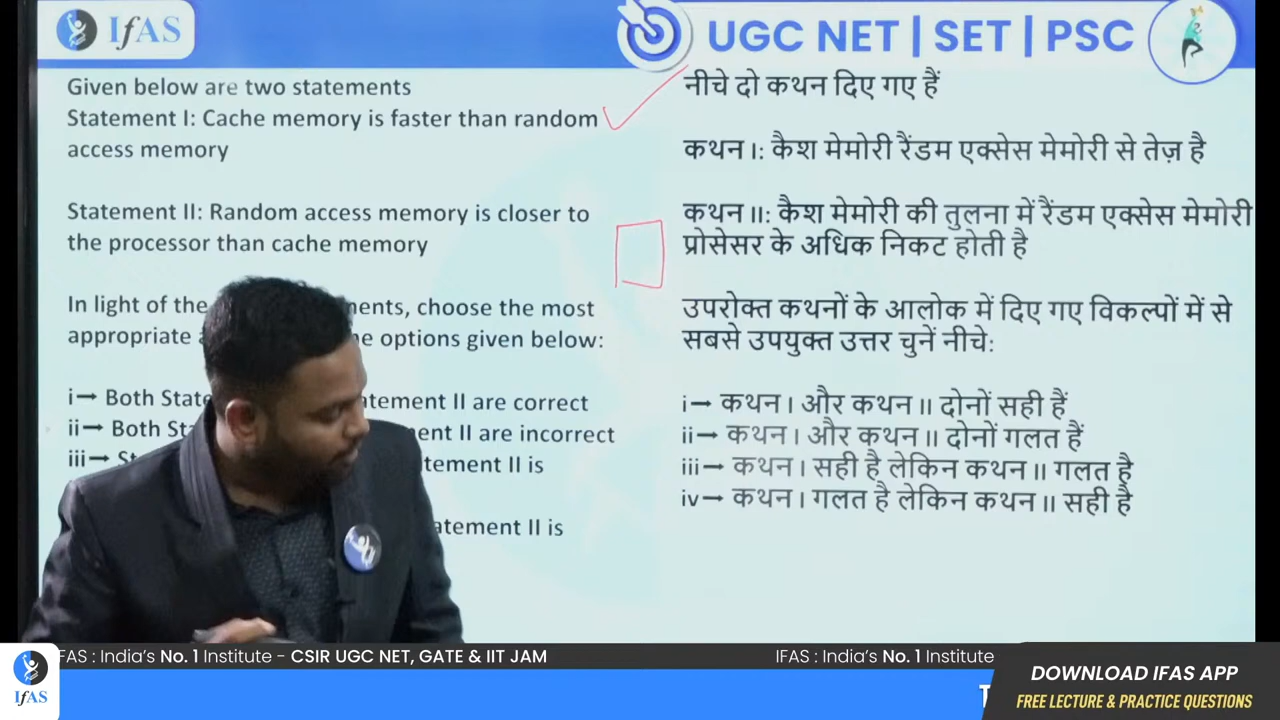 IfAS
UGC NET | SET | PSC
Given below are two statements
Statement I: Cache memory is faster than random
access memory
Statement II: Random access memory is closer to
the processor than cache memory
In light of the ments, choose the most
appropriate e options given below:
i→ Both State tement II are correct
ii→ Both Sta ent II are incorrect
iii→ St tement II is
atement II is
नीचे दो कथन दिए गए हैं
कथन I: कैश मेमोरी रैंडम एक्सेस मेमोरी से तेज़ है
कथन II: कैश मेमोरी की तुलना में रैंडम एक्सेस मेमोरी
प्रोसेसर के अधिक निकट होती है
उपरोक्त कथनों के आलोक में दिए गए विकल्पों में से
सबसे उपयुक्त उत्तर चुनें नीचे:
i→ कथन I और कथन II दोनों सही हैं
ii→ कथन I और कथन II दोनों गलत हैं
iii→ कथन I सही है लेकिन कथन II गलत है
iv→ कथन I गलत है लेकिन कथन II सही है
IFAS : India's No. 1 Institute - CSIR UGC NET, GATE & IIT JAM
IFAS : India's No. 1 Institute
IfAS
T
DOWNLOAD IFAS APP
FREE LECTURE & PRACTICE QUESTIONS